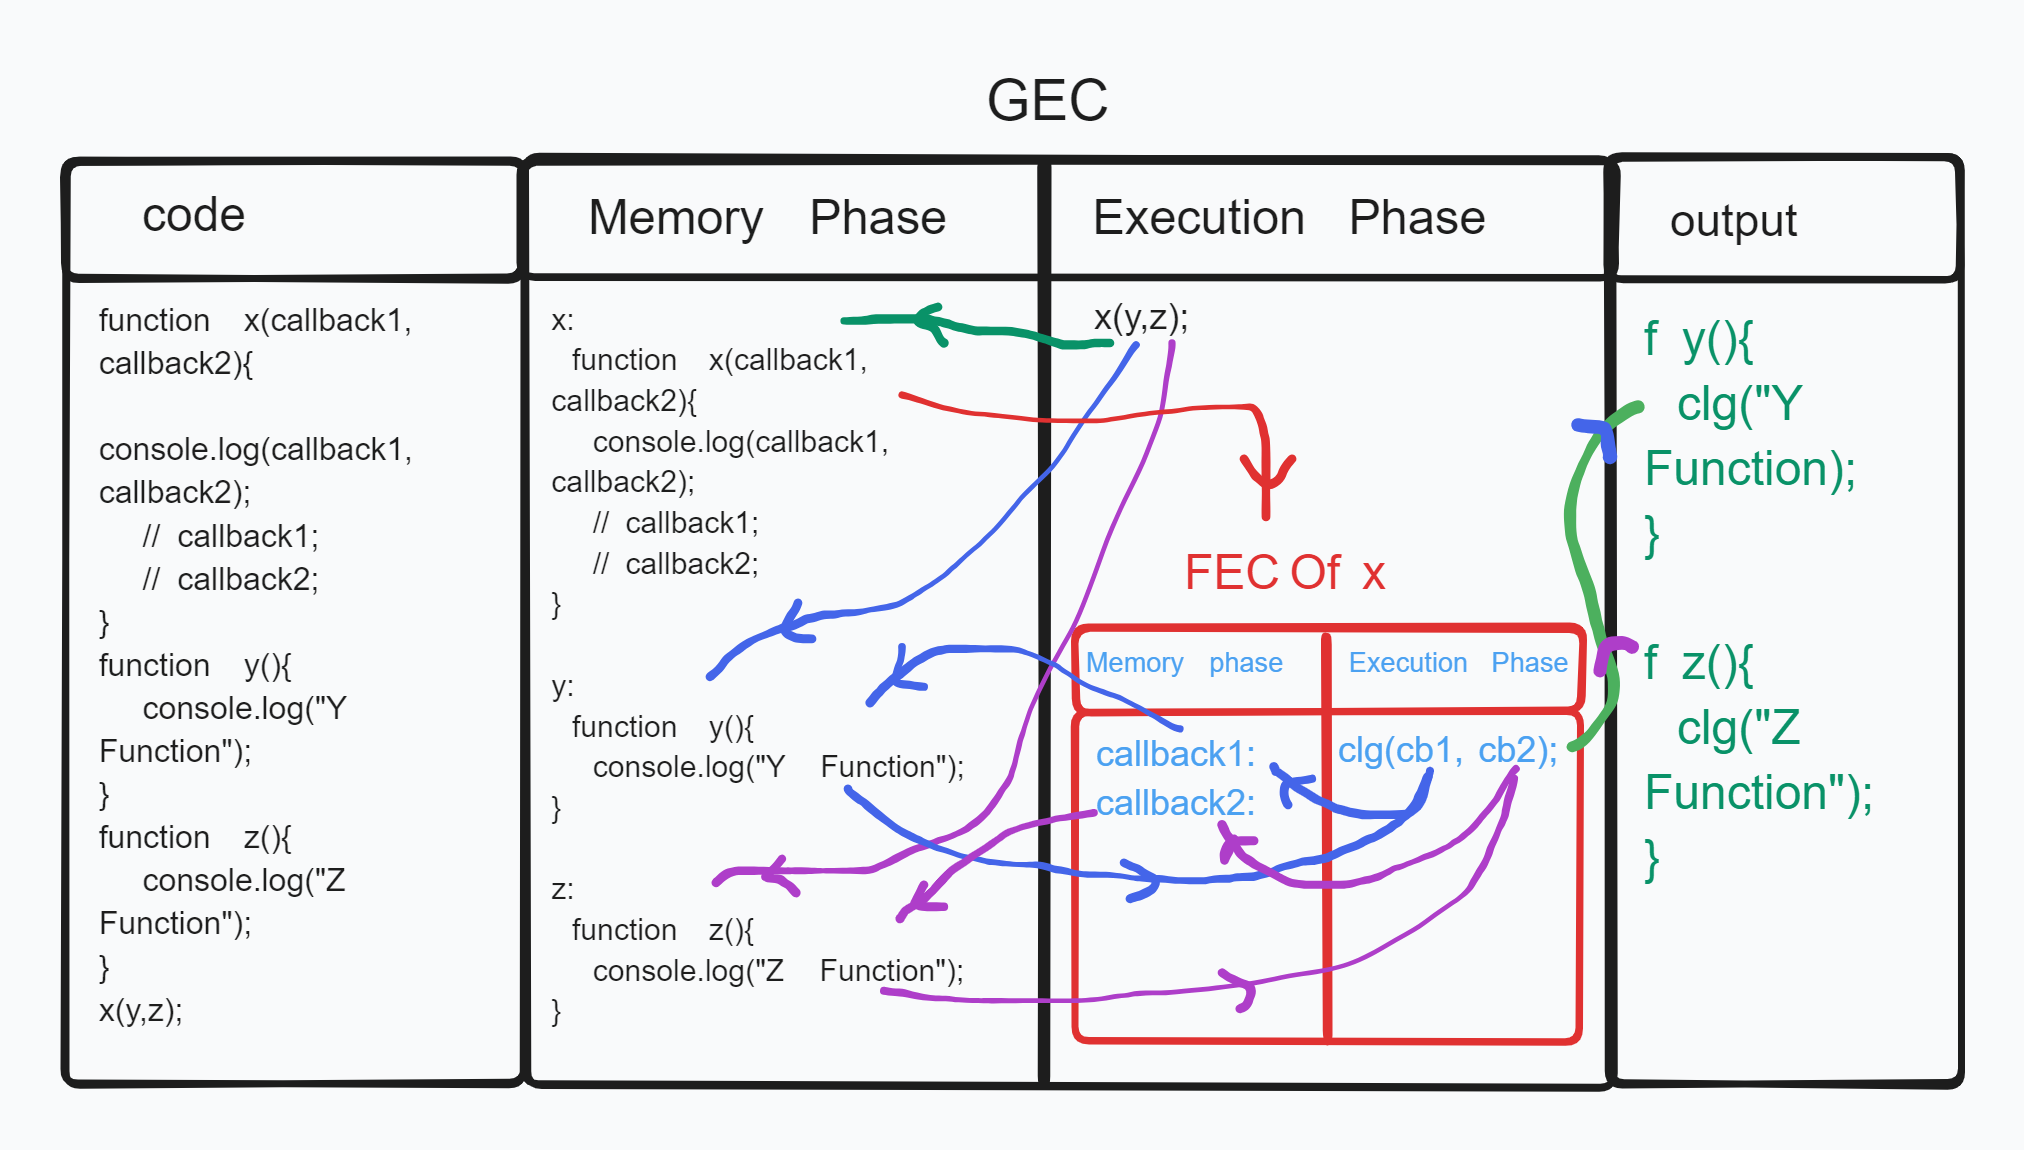 GEC
code
Memory Phase
Execution Phase
output
function x(callback1,
callback2){
console.log(callback1,
callback2);
// callback1;
// callback2;
}
function y(){
console.log("Y
Function");
}
function z(){
console.log("Z
Function");
}
x(y,z);
x:
function x(callback1,
callback2){
console.log(callback1,
callback2);
// callback1;
// callback2;
}
y:
function y(){
console.log("Y Function");
}
z:
function z(){
console.log("Z Function");
}
x(y,z);
FEC Of x
Memory phase
Execution Phase
callback1:
callback2:
clg(cb1, cb2);
f y(){
clg("Y
Function);
}
f z(){
clg("Z
Function");
}